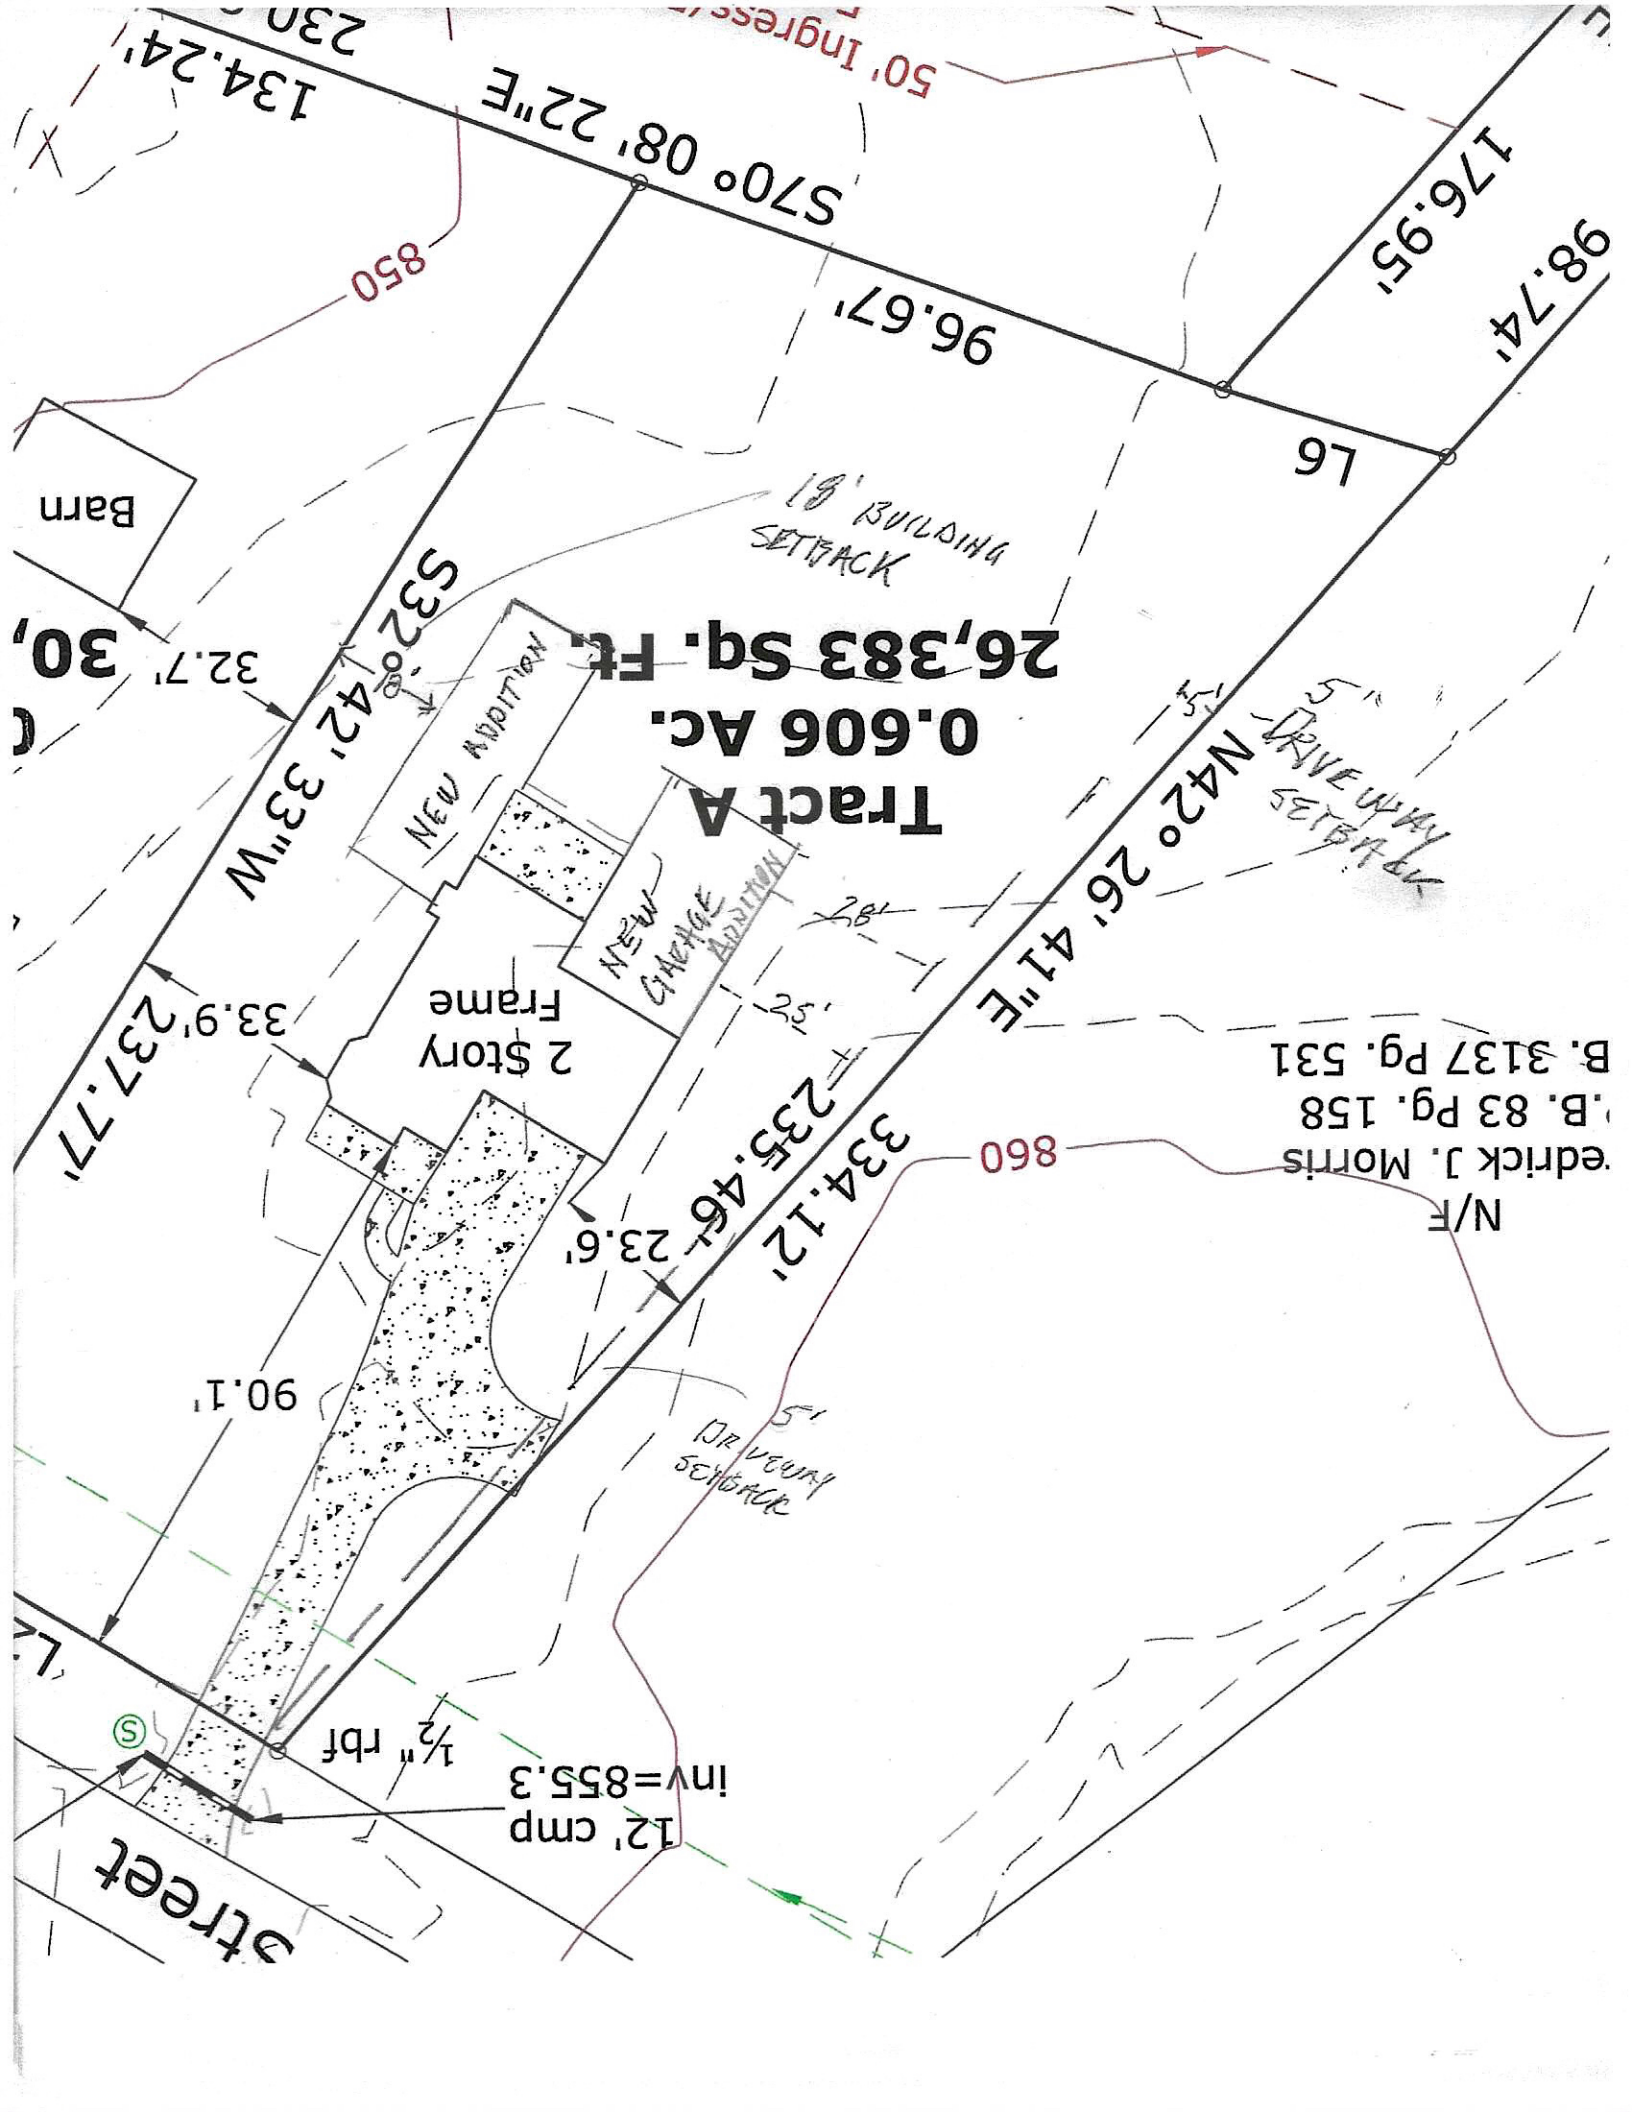 Street
12' cmp
inv=855.3
½" rbf
S
90.1'
5'
DRIVEWAY
SETBACK
N/F
edrick J. Morris
.B. 83 Pg. 158
B. 3137 Pg. 531
860
23.6'
334.12'
235.46'
237.77'
2 Story
Frame
33.9'
25'
28'
N42° 26' 41"E
NEW
GARAGE
ADDITION
5'
DRIVEWAY
SETBACK
5'
Tract A
0.606 Ac.
26,383 Sq. Ft.
NEW ADDITION
S32° 42' 33"W
32.7'
30,
18' BUILDING
SETBACK
Barn
L6
98.74'
176.95'
96.67'
850
S70° 08' 22"E
134.24'
230
50' Ingress/